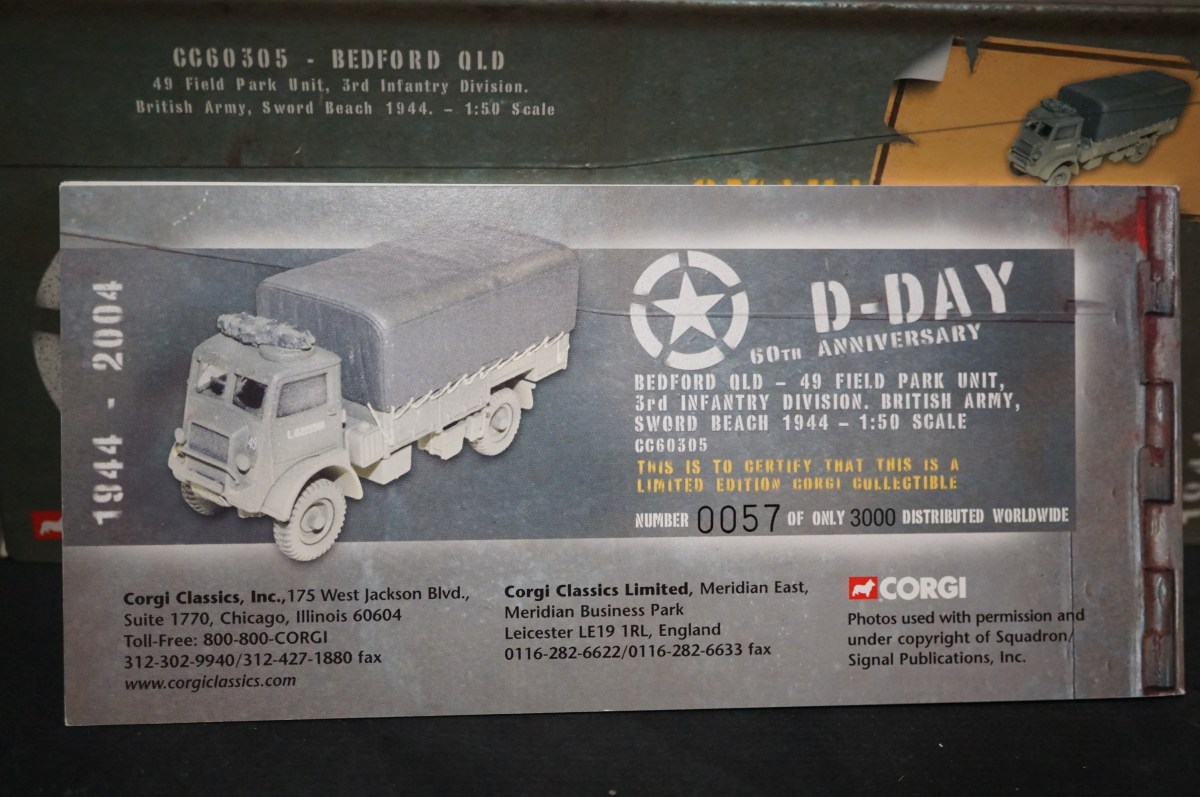 CC60305 - BEDFORD QLD
49 Field Park Unit, 3rd Infantry Division.
British Army, Sword Beach 1944. - 1:50 Scale
1944 - 2004
D-DAY
60TH ANNIVERSARY
BEDFORD QLD – 49 FIELD PARK UNIT,
3rd INFANTRY DIVISION. BRITISH ARMY,
SWORD BEACH 1944 – 1:50 SCALE
CC60305
THIS IS TO CERTIFY THAT THIS IS A
LIMITED EDITION CORGI COLLECTIBLE
NUMBER 0057 OF ONLY 3000 DISTRIBUTED WORLDWIDE
Corgi Classics, Inc.,175 West Jackson Blvd.,
Suite 1770, Chicago, Illinois 60604
Toll-Free: 800-800-CORGI
312-302-9940/312-427-1880 fax
www.corgiclassics.com
Corgi Classics Limited, Meridian East,
Meridian Business Park
Leicester LE19 1RL, England
0116-282-6622/0116-282-6633 fax
CORGI
Photos used with permission and
under copyright of Squadron/
Signal Publications, Inc.